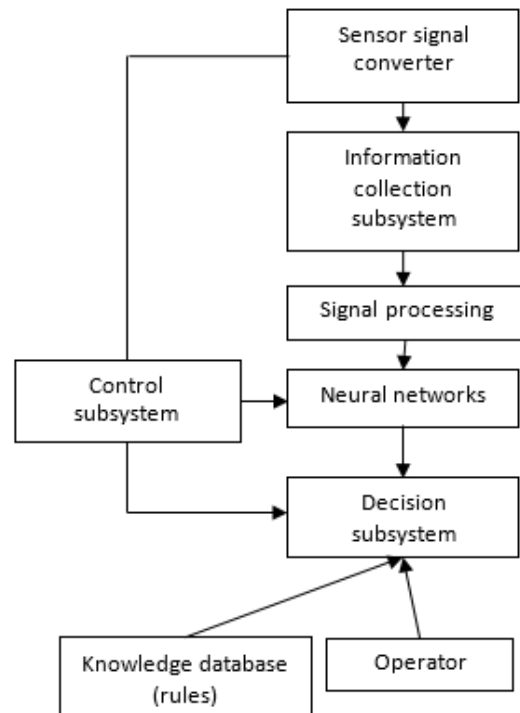 Sensor signal
converter
Information
collection
subsystem
Signal processing
Control
subsystem
Neural networks
Decision
subsystem
Knowledge database
(rules)
Operator